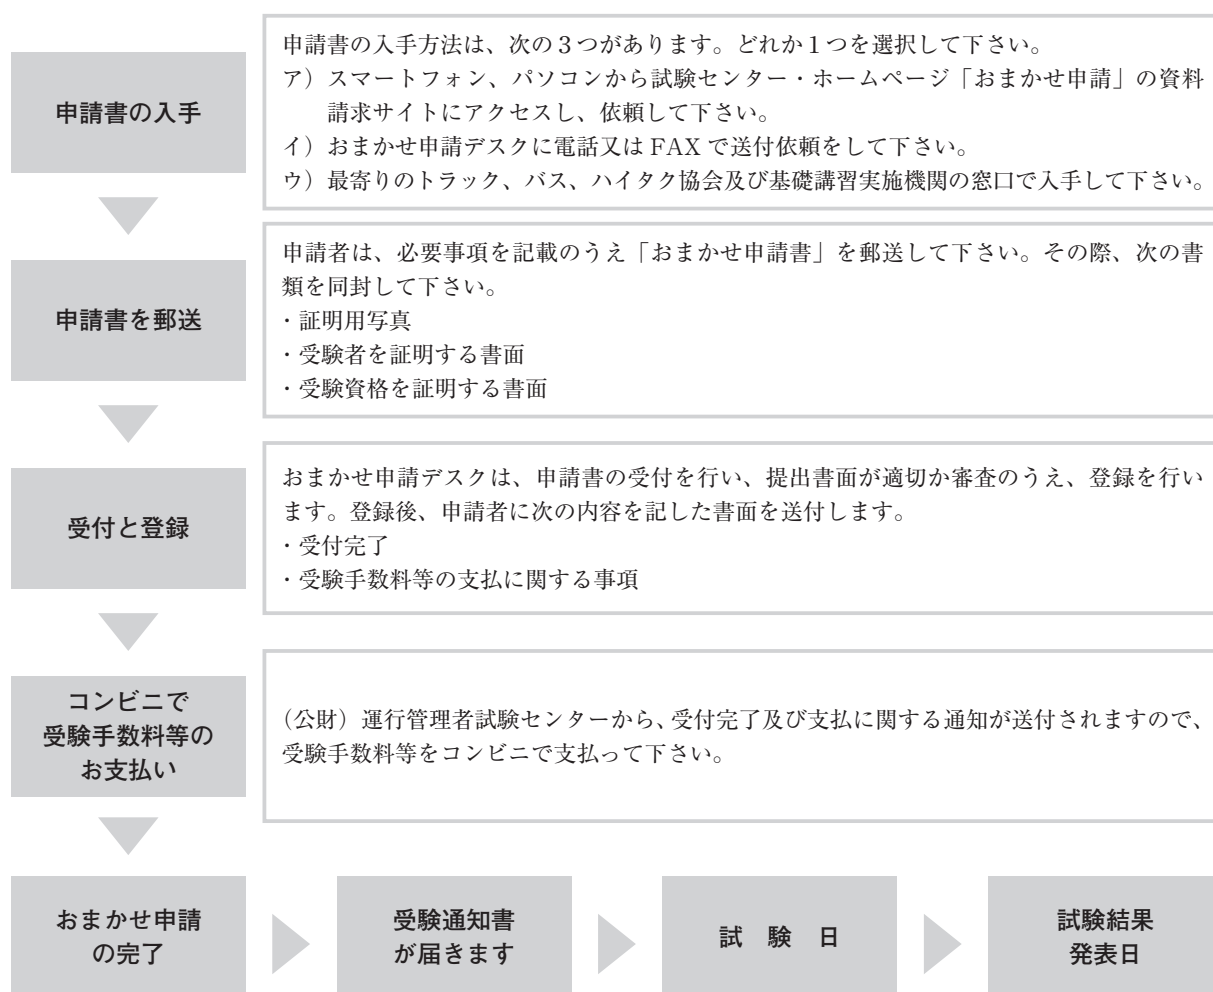 申請書の入手
申請書の入手方法は、次の３つがあります。どれか１つを選択して下さい。
ア）スマートフォン、パソコンから試験センター・ホームページ「おまかせ申請」の資料
請求サイトにアクセスし、依頼して下さい。
イ）おまかせ申請デスクに電話又は FAX で送付依頼をして下さい。
ウ）最寄りのトラック、バス、ハイタク協会及び基礎講習実施機関の窓口で入手して下さい。
申請書を郵送
申請者は、必要事項を記載のうえ「おまかせ申請書」を郵送して下さい。その際、次の書
類を同封して下さい。
・証明用写真
・受験者を証明する書面
・受験資格を証明する書面
受付と登録
おまかせ申請デスクは、申請書の受付を行い、提出書面が適切か審査のうえ、登録を行い
ます。登録後、申請者に次の内容を記した書面を送付します。
・受付完了
・受験手数料等の支払に関する事項
コンビニで
受験手数料等の
お支払い
（公財）運行管理者試験センターから、受付完了及び支払に関する通知が送付されますので、
受験手数料等をコンビニで支払って下さい。
おまかせ申請
の完了
受験通知書
が届きます
試　験　日
試験結果
発表日